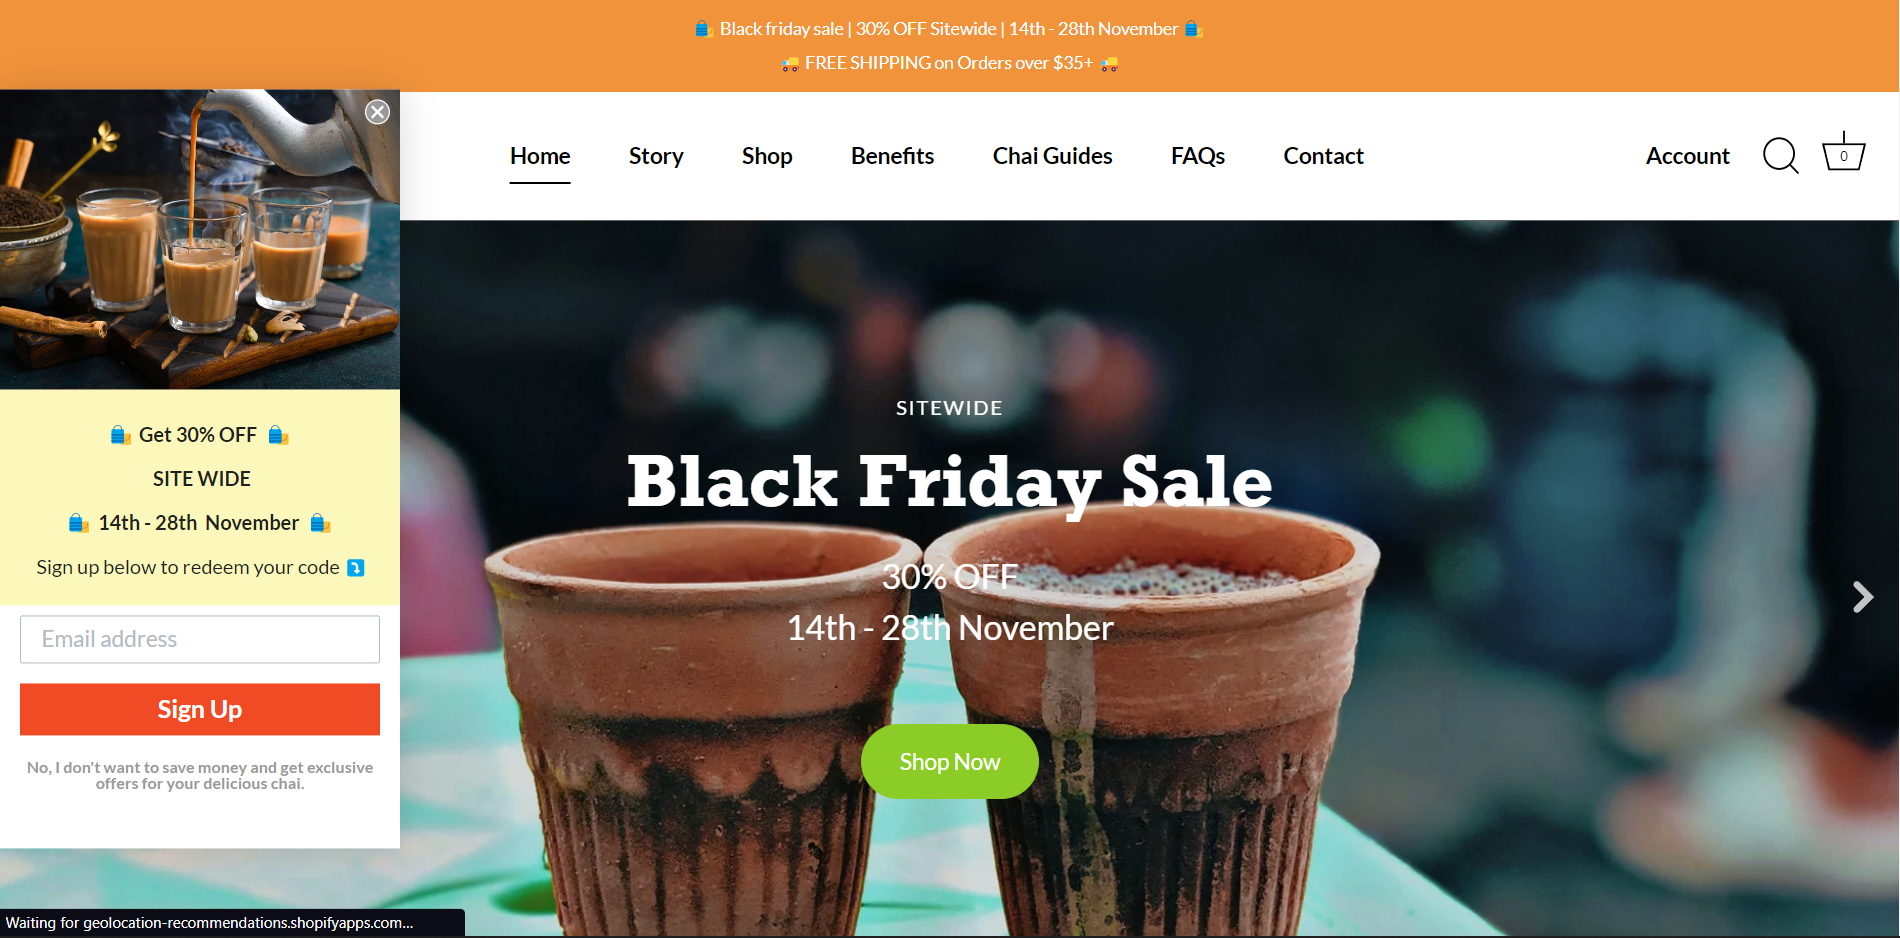 Black friday sale | 30% OFF Sitewide | 14th - 28th November
FREE SHIPPING on Orders over $35+
Home
Story
Shop
Benefits
Chai Guides
FAQs
Contact
Account
0
Get 30% OFF
SITE WIDE
14th - 28th November
Sign up below to redeem your code
Email address
Sign Up
No, I don't want to save money and get exclusive
offers for your delicious chai.
SITEWIDE
Black Friday Sale
30% OFF
14th - 28th November
Shop Now
Waiting for geolocation-recommendations.shopifyapps.com...